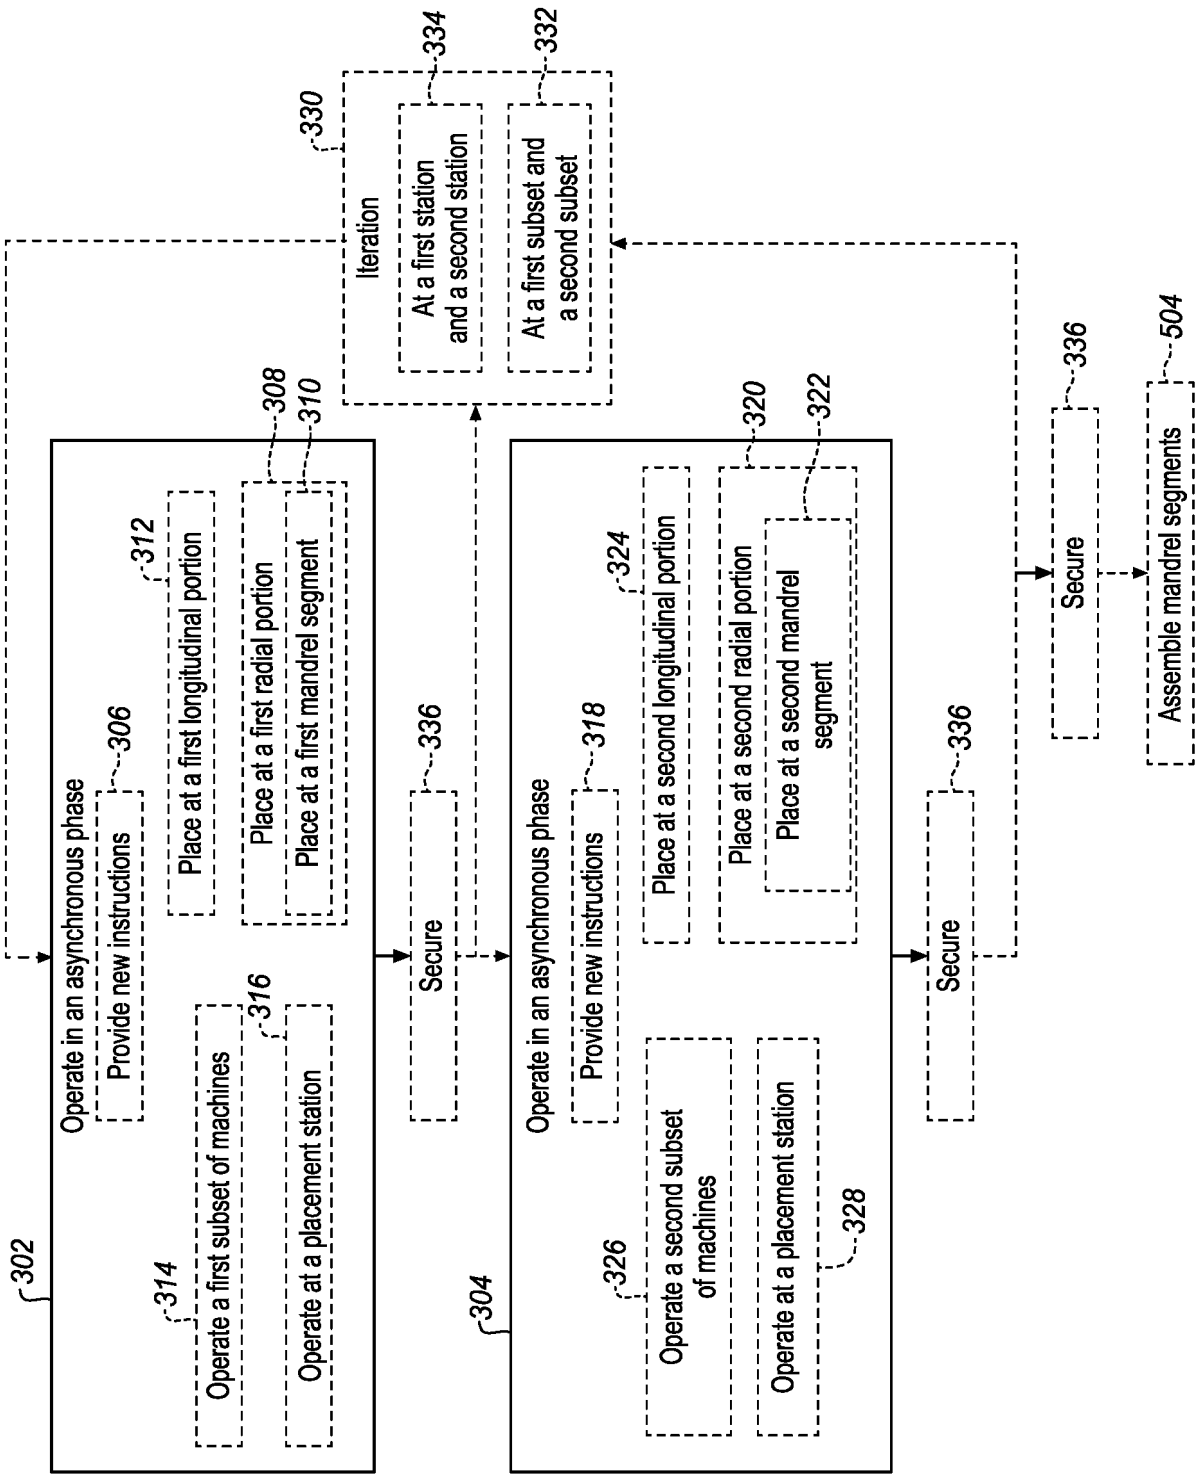 302
Operate in an asynchronous phase
306
Provide new instructions
314
Operate a first subset of machines
316
Operate at a placement station
312
Place at a first longitudinal portion
308
Place at a first radial portion
310
Place at a first mandrel segment
336
Secure
330
Iteration
334
At a first station
and a second station
332
At a first subset and
a second subset
304
Operate in an asynchronous phase
318
Provide new instructions
326
Operate a second subset
of machines
Operate at a placement station
328
324
Place at a second longitudinal portion
320
Place at a second radial portion
322
Place at a second mandrel
segment
336
Secure
336
Secure
504
Assemble mandrel segments